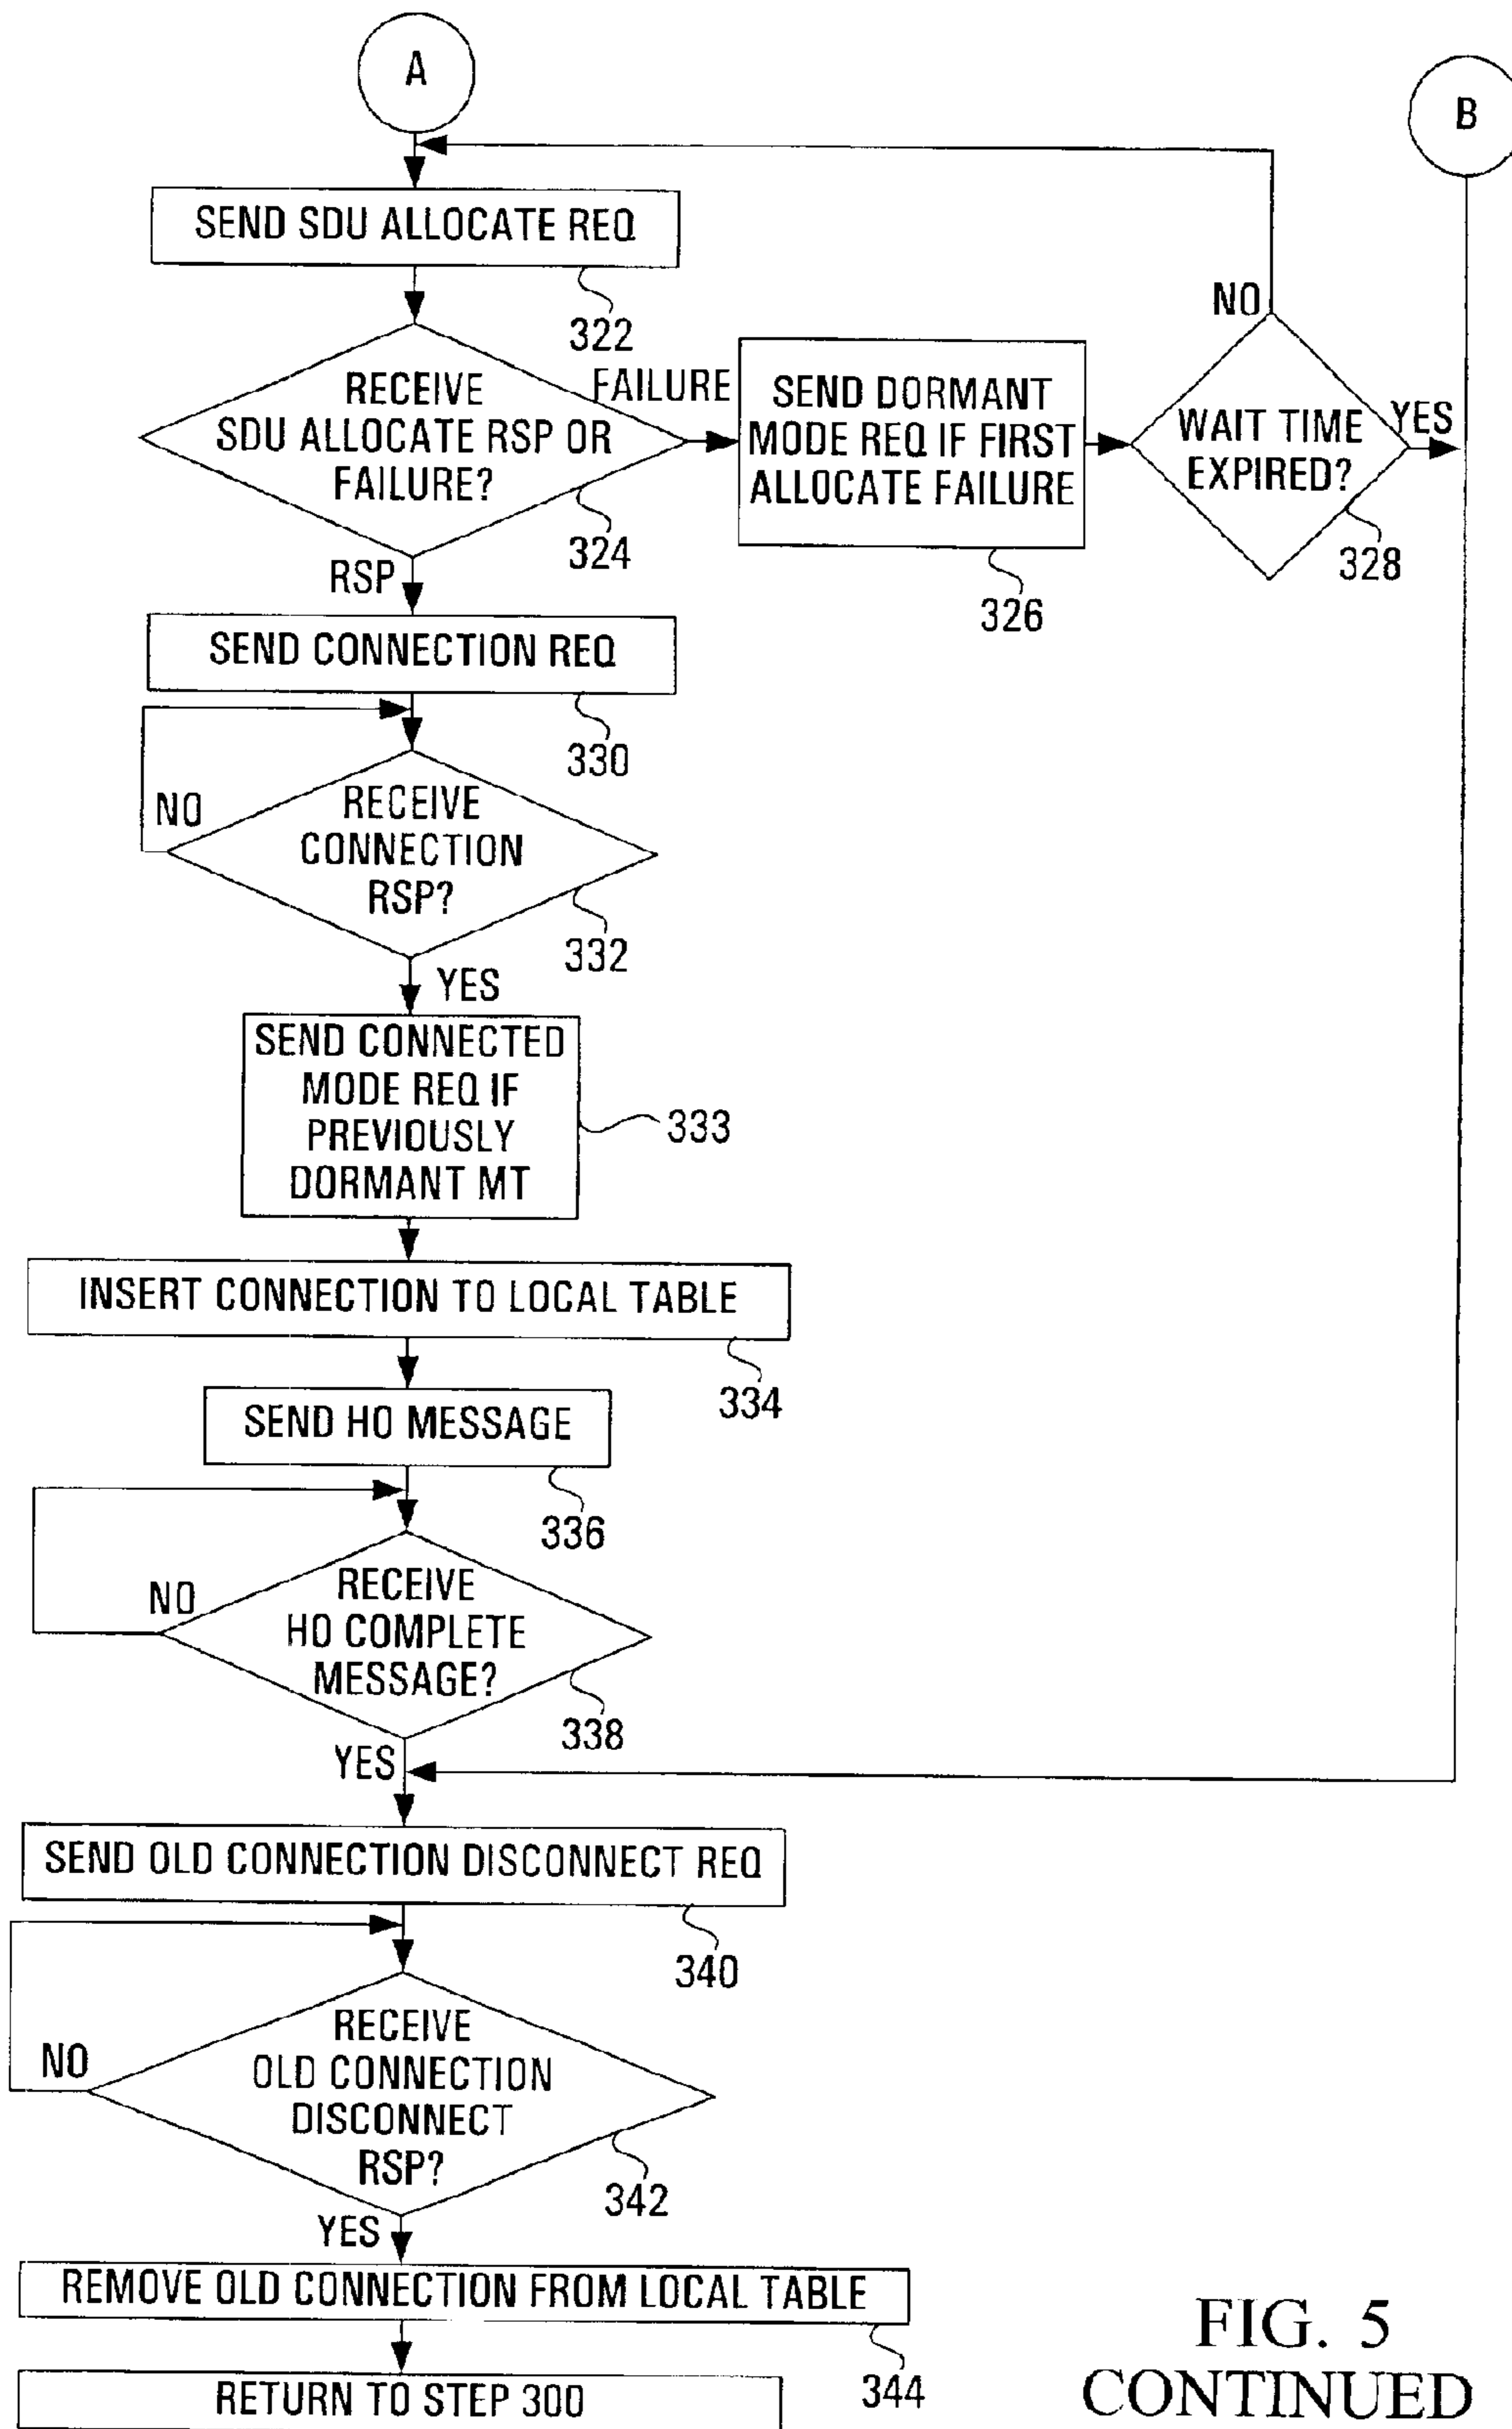 A
B
SEND SDU ALLOCATE REQ
322
RECEIVE
SDU ALLOCATE RSP OR
FAILURE?
324
FAILURE
RSP
SEND DORMANT
MODE REQ IF FIRST
ALLOCATE FAILURE
326
NO
WAIT TIME
EXPIRED?
YES
328
SEND CONNECTION REQ
330
NO
RECEIVE
CONNECTION
RSP?
332
YES
SEND CONNECTED
MODE REQ IF
PREVIOUSLY
DORMANT MT
333
INSERT CONNECTION TO LOCAL TABLE
334
SEND HO MESSAGE
336
NO
RECEIVE
HO COMPLETE
MESSAGE?
338
YES
SEND OLD CONNECTION DISCONNECT REQ
340
NO
RECEIVE
OLD CONNECTION
DISCONNECT
RSP?
342
YES
REMOVE OLD CONNECTION FROM LOCAL TABLE
344
RETURN TO STEP 300
FIG. 5
CONTINUED